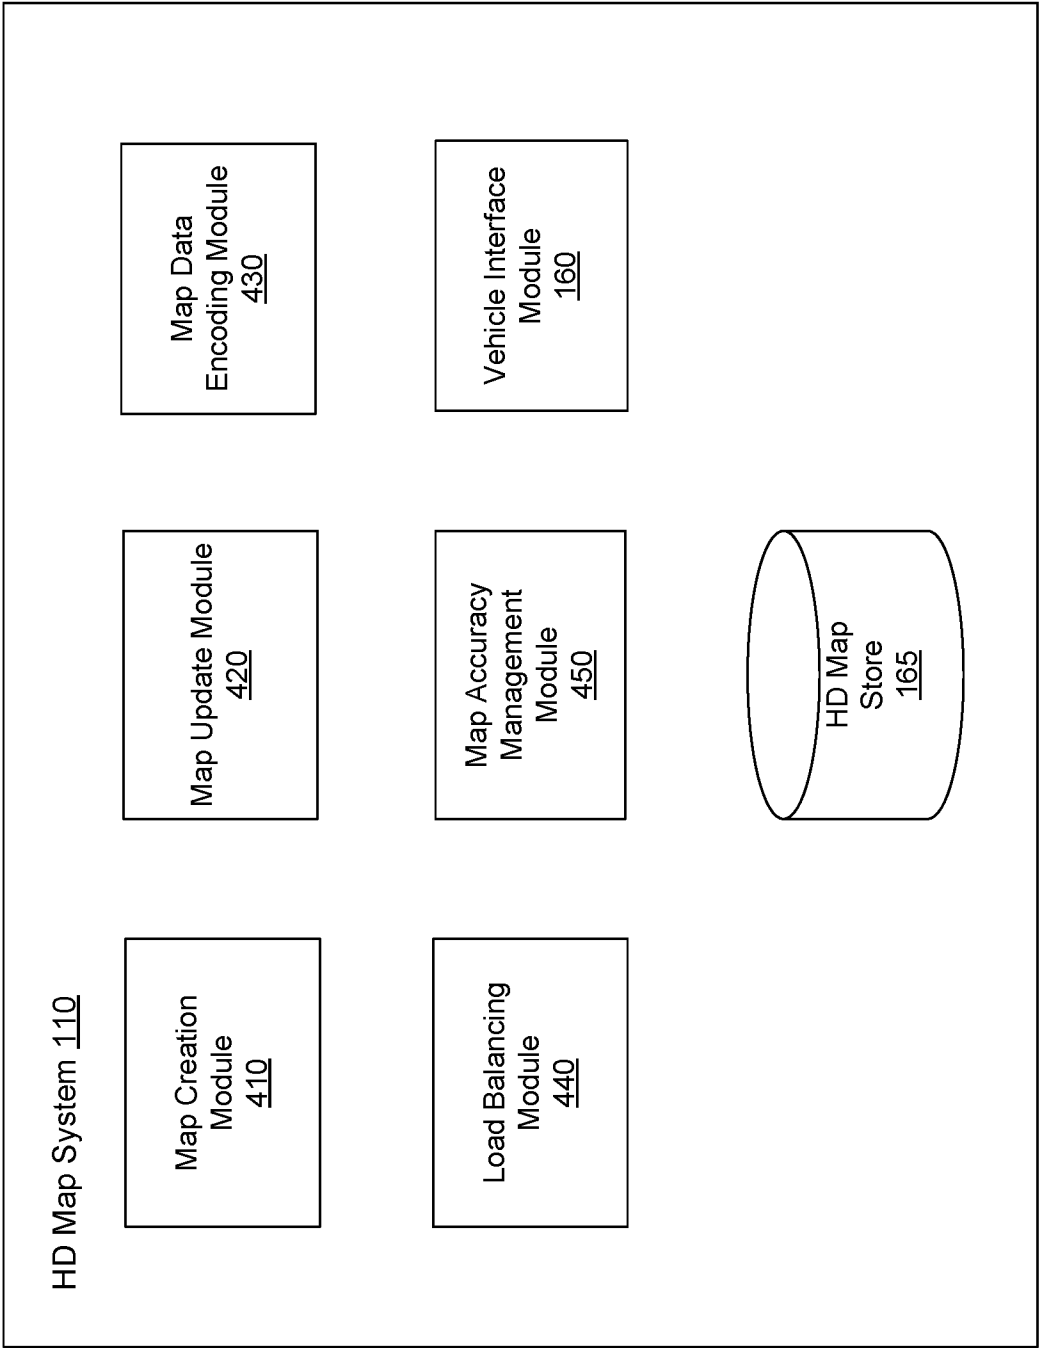 HD Map System 110
Map Creation
Module
410
Map Update Module
420
Map Data
Encoding Module
430
Load Balancing
Module
440
Map Accuracy
Management
Module
450
Vehicle Interface
Module
160
HD Map
Store
165